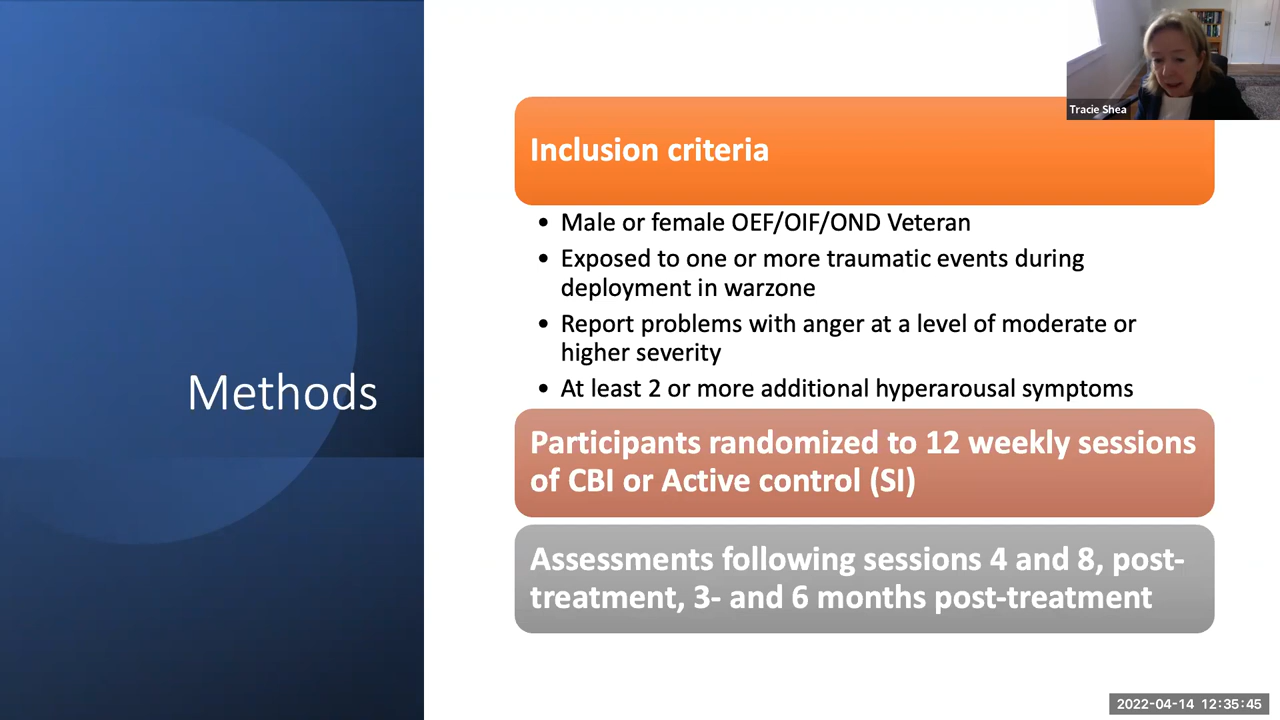 Tracie Shea
Inclusion criteria
• Male or female OEF/OIF/OND Veteran
• Exposed to one or more traumatic events during
deployment in warzone
• Report problems with anger at a level of moderate or
higher severity
• At least 2 or more additional hyperarousal symptoms
Methods
Participants randomized to 12 weekly sessions
of CBI or Active control (SI)
Assessments following sessions 4 and 8, post-
treatment, 3- and 6 months post-treatment
2022-04-14 12:35:45